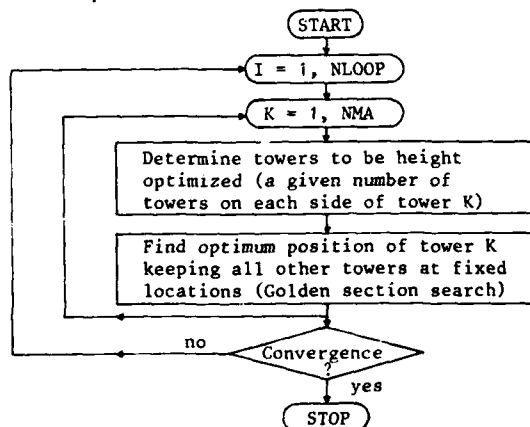 START
I = 1, NLOOP
K = 1, NMA
Determine towers to be height
optimized (a given number of
towers on each side of tower K)
Find optimum position of tower K
keeping all other towers at fixed
locations (Golden section search)
no
Convergence
?
yes
STOP